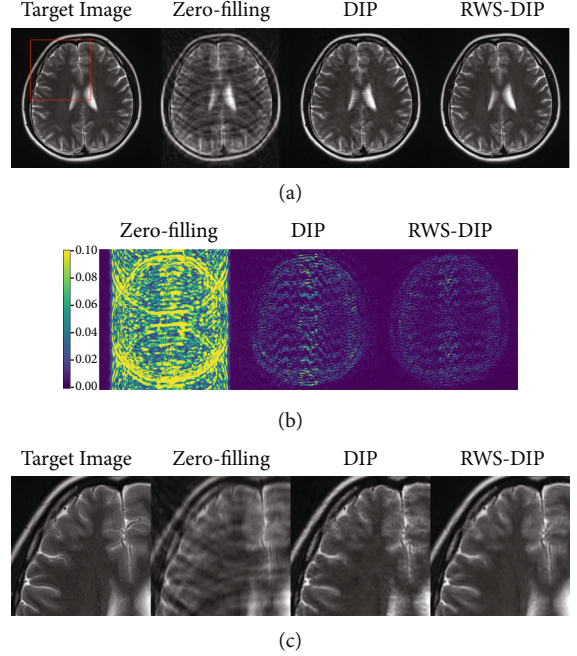 Target Image Zero-filling DIP RWS-DIP
(a)
Zero-filling DIP RWS-DIP
0.10
0.08
0.06
0.04
0.02
0.00
(b)
Target Image Zero-filling DIP RWS-DIP
(c)